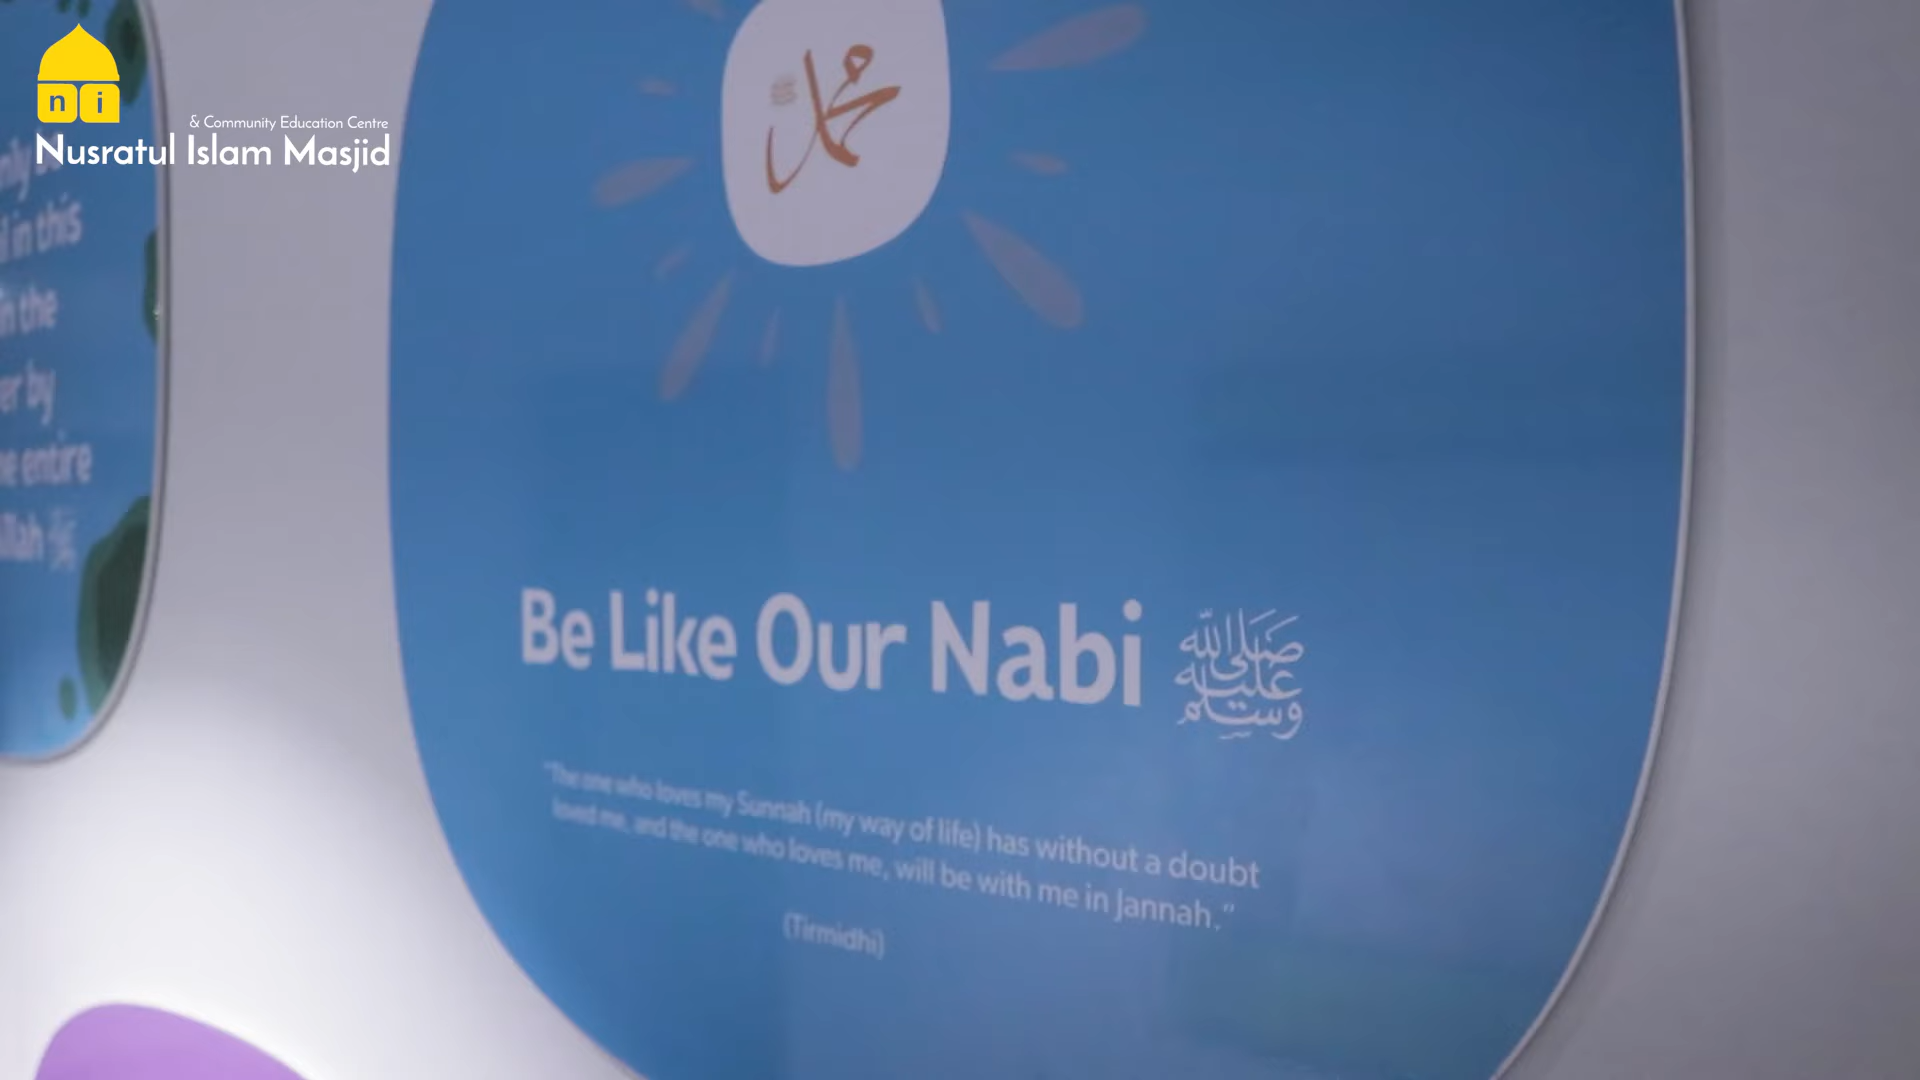 n i
& Community Education Centre
Nusratul Islam Masjid
in this
in the
by
entire
محمد
Be Like Our Nabi صلى الله عليه وسلم
"The one who loves my Sunnah (my way of life) has without a doubt
loved me, and the one who loves me, will be with me in Jannah."
(Tirmidhi)